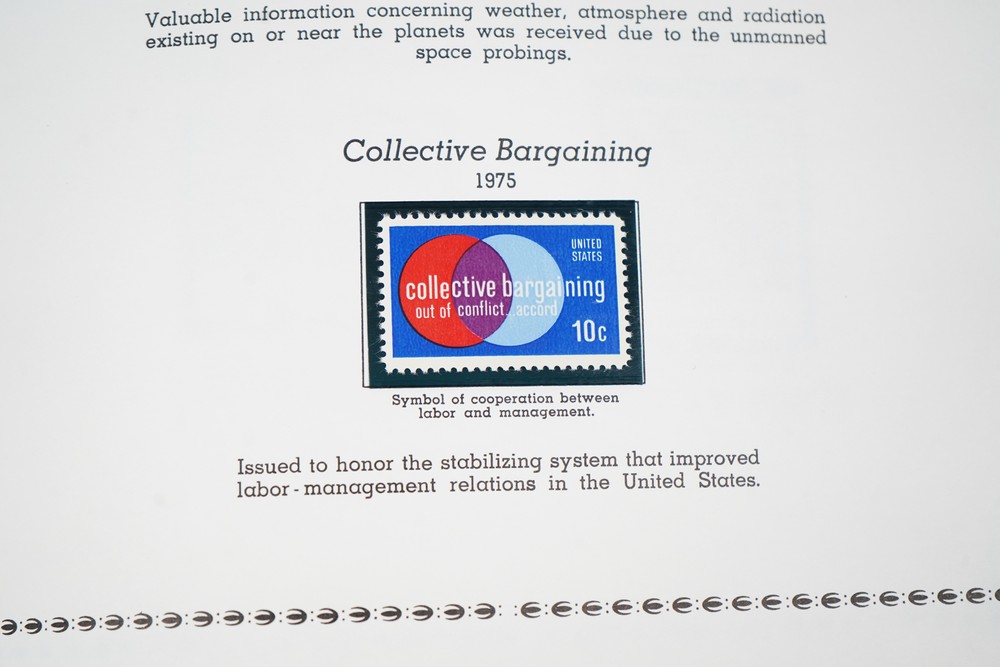 Valuable information concerning weather, atmosphere and radiation
existing on or near the planets was received due to the unmanned
space probings.
Collective Bargaining
1975
UNITED
STATES
collective bargaining
out of conflict...accord
10c
Symbol of cooperation between
labor and management.
Issued to honor the stabilizing system that improved
labor-management relations in the United States.